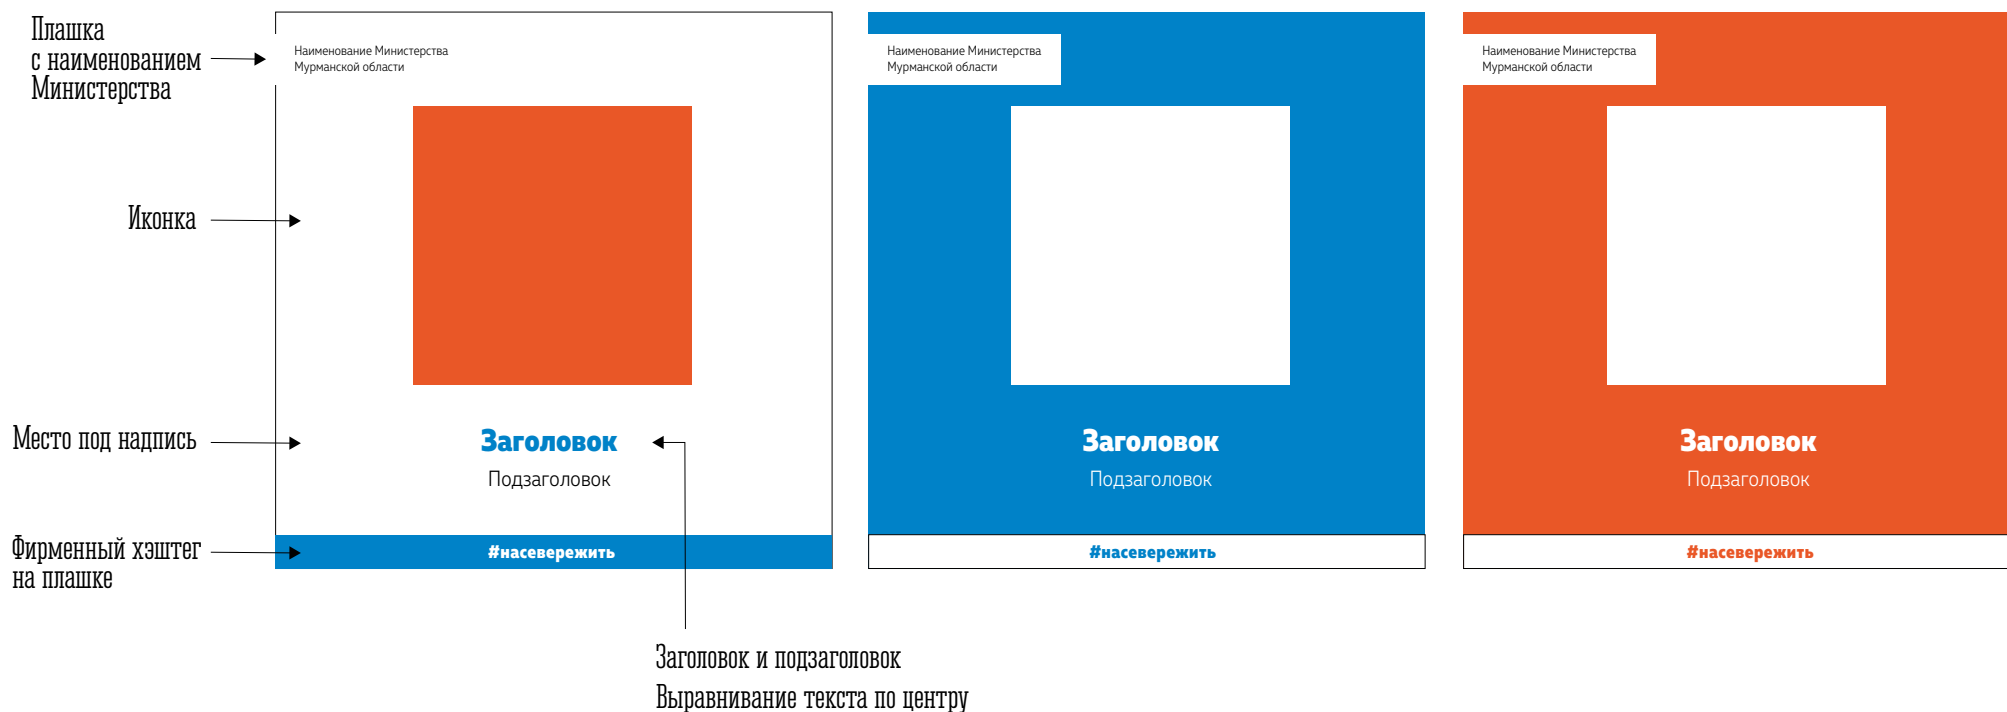 Плашка
с наименованием
Министерства
Иконка
Место под надпись
Фирменный хэштег
на плашке
Наименование Министерства
Мурманской области
Заголовок
Подзаголовок
#насевережить
Заголовок и подзаголовок
Выравнивание текста по центру
Наименование Министерства
Мурманской области
Заголовок
Подзаголовок
#насевережить
Наименование Министерства
Мурманской области
Заголовок
Подзаголовок
#насевережить